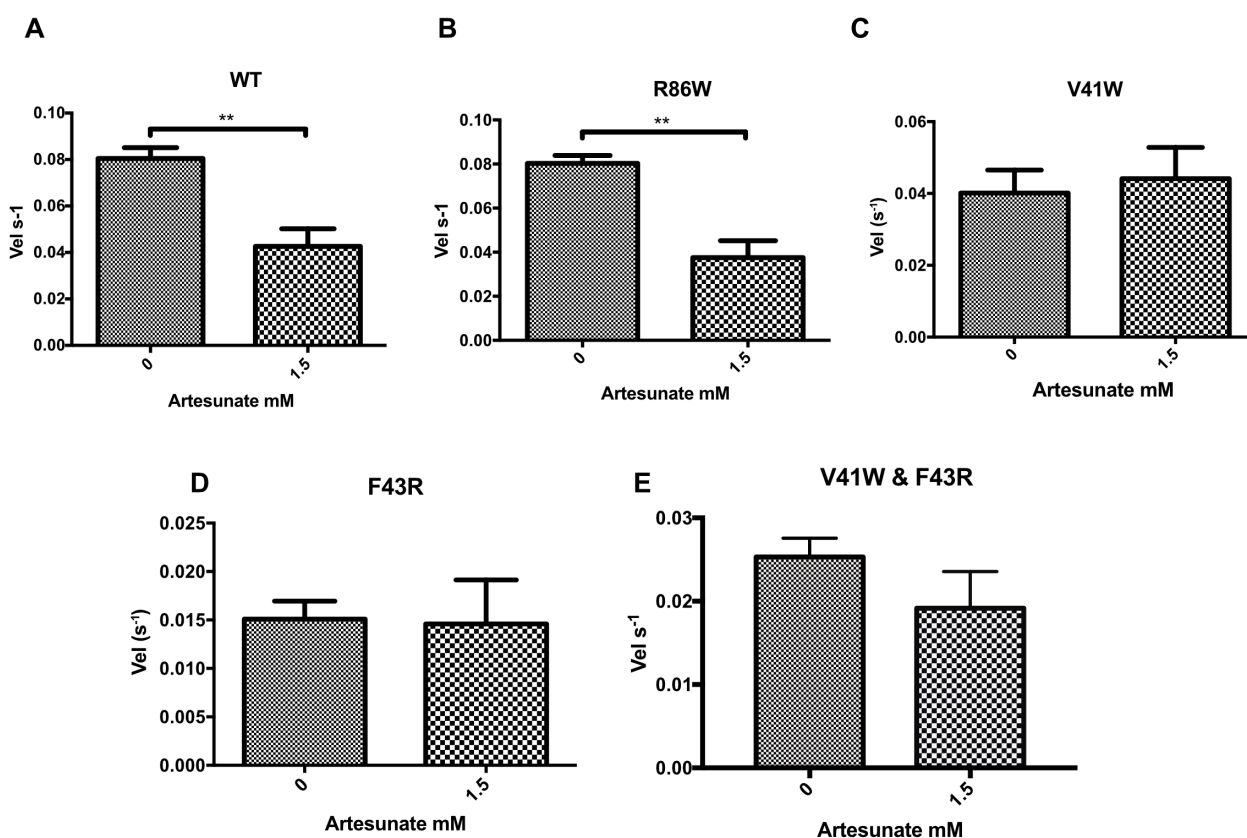 A
WT
Vel s-1
0.10
0.08
0.06
0.04
0.02
0.00
**
0
1.5
Artesunate mM
B
R86W
Vel s-1
0.10
0.08
0.06
0.04
0.02
0.00
**
0
1.5
Artesunate mM
C
V41W
Vel (s⁻¹)
0.06
0.04
0.02
0.00
0
1.5
Artesunate mM
D
F43R
Vel (s⁻¹)
0.025
0.020
0.015
0.010
0.005
0.000
0
1.5
Artesunate mM
E
V41W & F43R
Vel s⁻¹
0.03
0.02
0.01
0.00
0
1.5
Artesunate mM